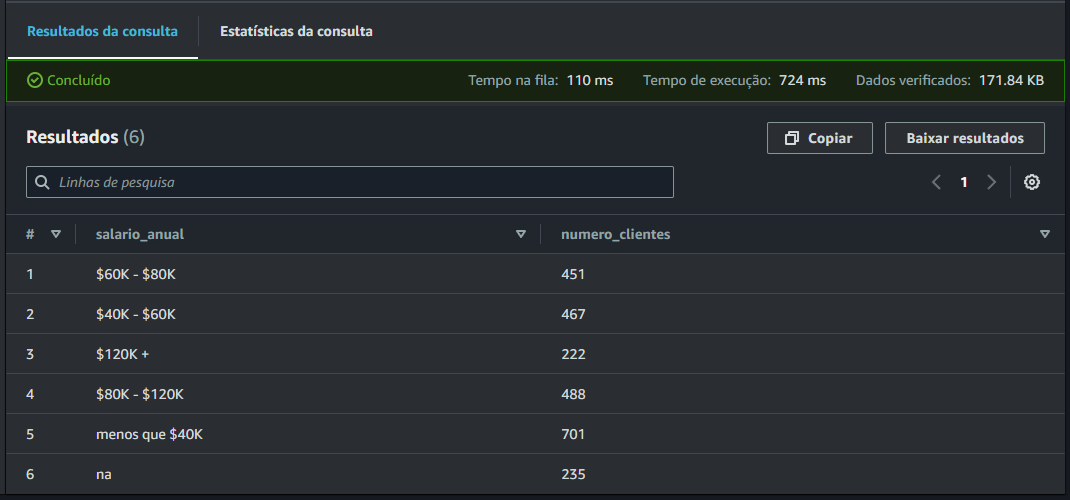 Resultados da consulta Estatísticas da consulta
Concluído Tempo na fila: 110 ms Tempo de execução: 724 ms Dados verificados: 171.84 KB
Resultados (6) Copiar Baixar resultados
Linhas de pesquisa 1
# salario_anual numero_clientes
1 $60K - $80K 451
2 $40K - $60K 467
3 $120K + 222
4 $80K - $120K 488
5 menos que $40K 701
6 na 235